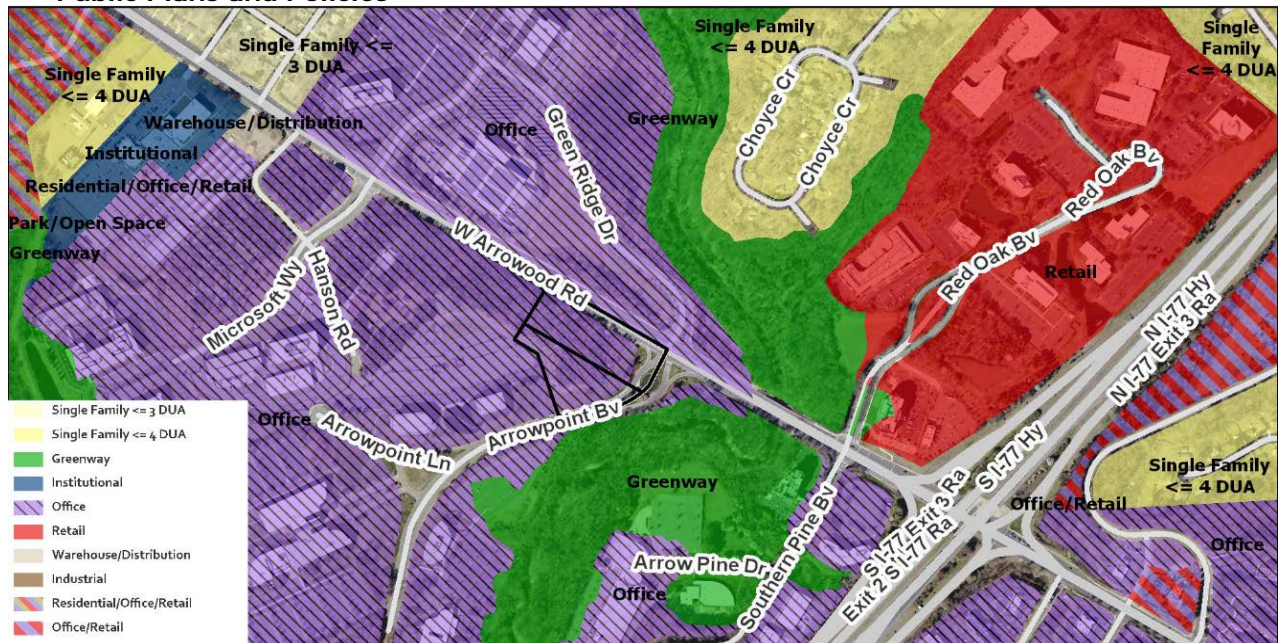 Public Plans and Policies
Single Family <=
3 DUA
Single Family
<= 4 DUA
Single Family
<= 4 DUA
Single
Family
<= 4 DUA
Warehouse/Distribution
Institutional
Residential/Office/Retail
Park/Open Space
Greenway
Office
Green Ridge Dr
Greenway
Choyce Cr
Choyce Cr
Red Oak Bv
Red Oak Bv
Retail
W Arrowood Rd
Microsoft Wy
Hanson Rd
N I-77 Hy
N I-77 Exit 3 Ra
S I-77 Hy
S I-77 Exit 3 Ra
Exit 2 S I-77 Ra
Office
Arrowpoint Ln
Arrowpoint Bv
Greenway
Arrow Pine Dr
Southern Pine Bv
Office
Single Family
<= 4 DUA
Office/Retail
Office
Single Family <= 3 DUA
Single Family <= 4 DUA
Greenway
Institutional
Office
Retail
Warehouse/Distribution
Industrial
Residential/Office/Retail
Office/Retail